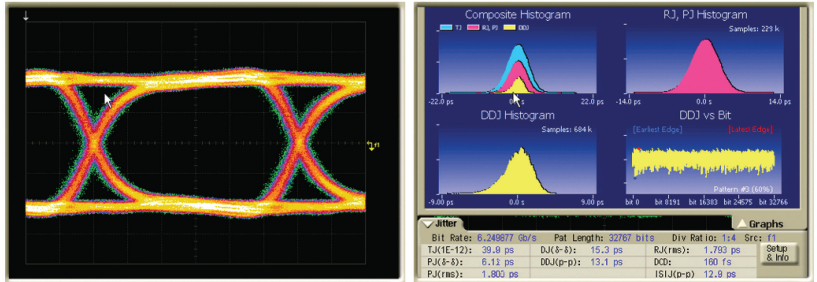 Composite Histogram
TJ RJ, PJ DDJ
-22.0 ps 0.0 s 22.0 ps
RJ, PJ Histogram
Samples: 229 k
-14.0 ps 0.0 s 14.0 ps
DDJ Histogram
Samples: 684 k
-9.00 ps 0.0 s 9.00 ps
DDJ vs Bit
[Earliest Edge] [Latest Edge]
Pattern #3 (60%)
bit 0 bit 8191 bit 16383 bit 24575 bit 32766
Jitter Graphs
Bit Rate: 6.249877 Gb/s Pat Length: 32767 bits Div Ratio: 1:4 Src: f1
TJ(1E-12): 39.8 ps DJ(δ-δ): 15.3 ps RJ(rms): 1.793 ps
PJ(δ-δ): 6.12 ps DDJ(p-p): 13.1 ps DCD: 160 fs
PJ(rms): 1.803 ps ISI(p-p) 12.9 ps
Setup
& Info